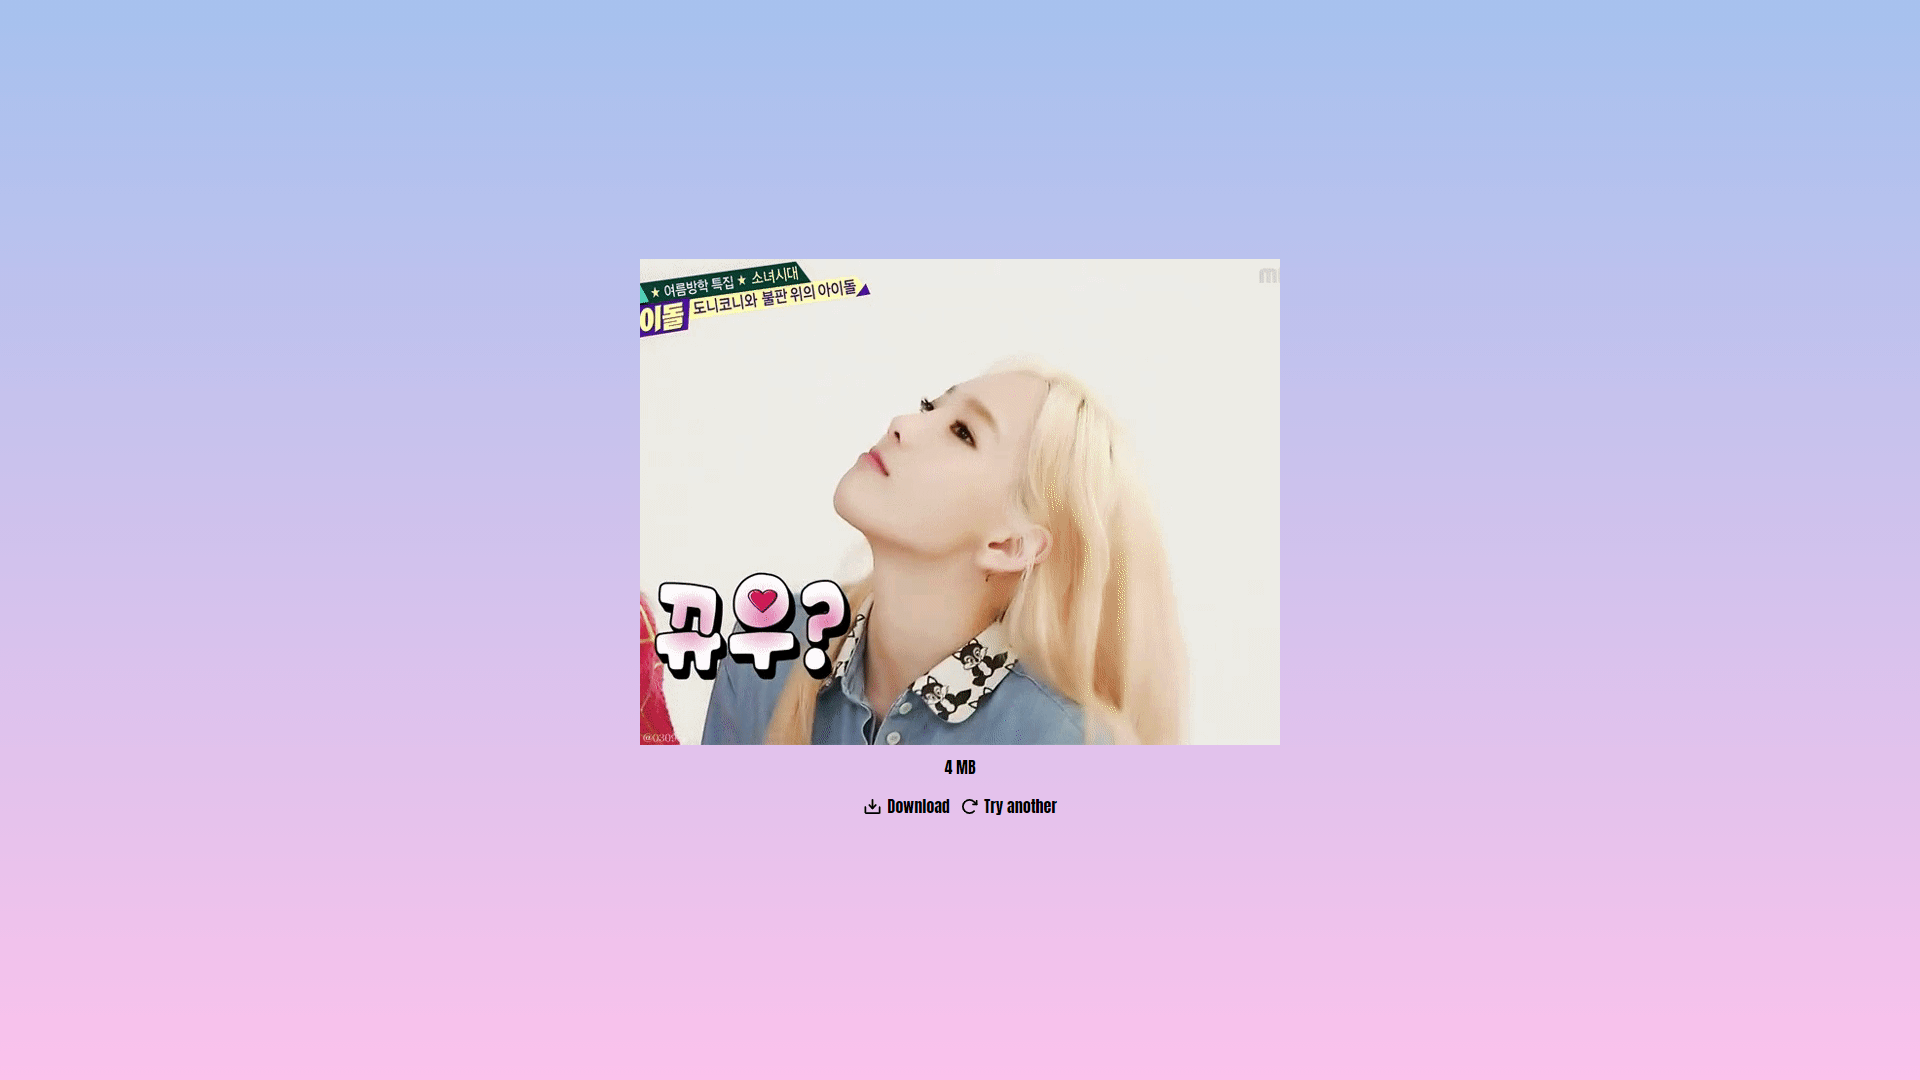 ★ 여름방학 특집 ★ 소녀시대
이돌 도니코니와 불판 위의 아이돌
뀨우?
4 MB
Download Try another